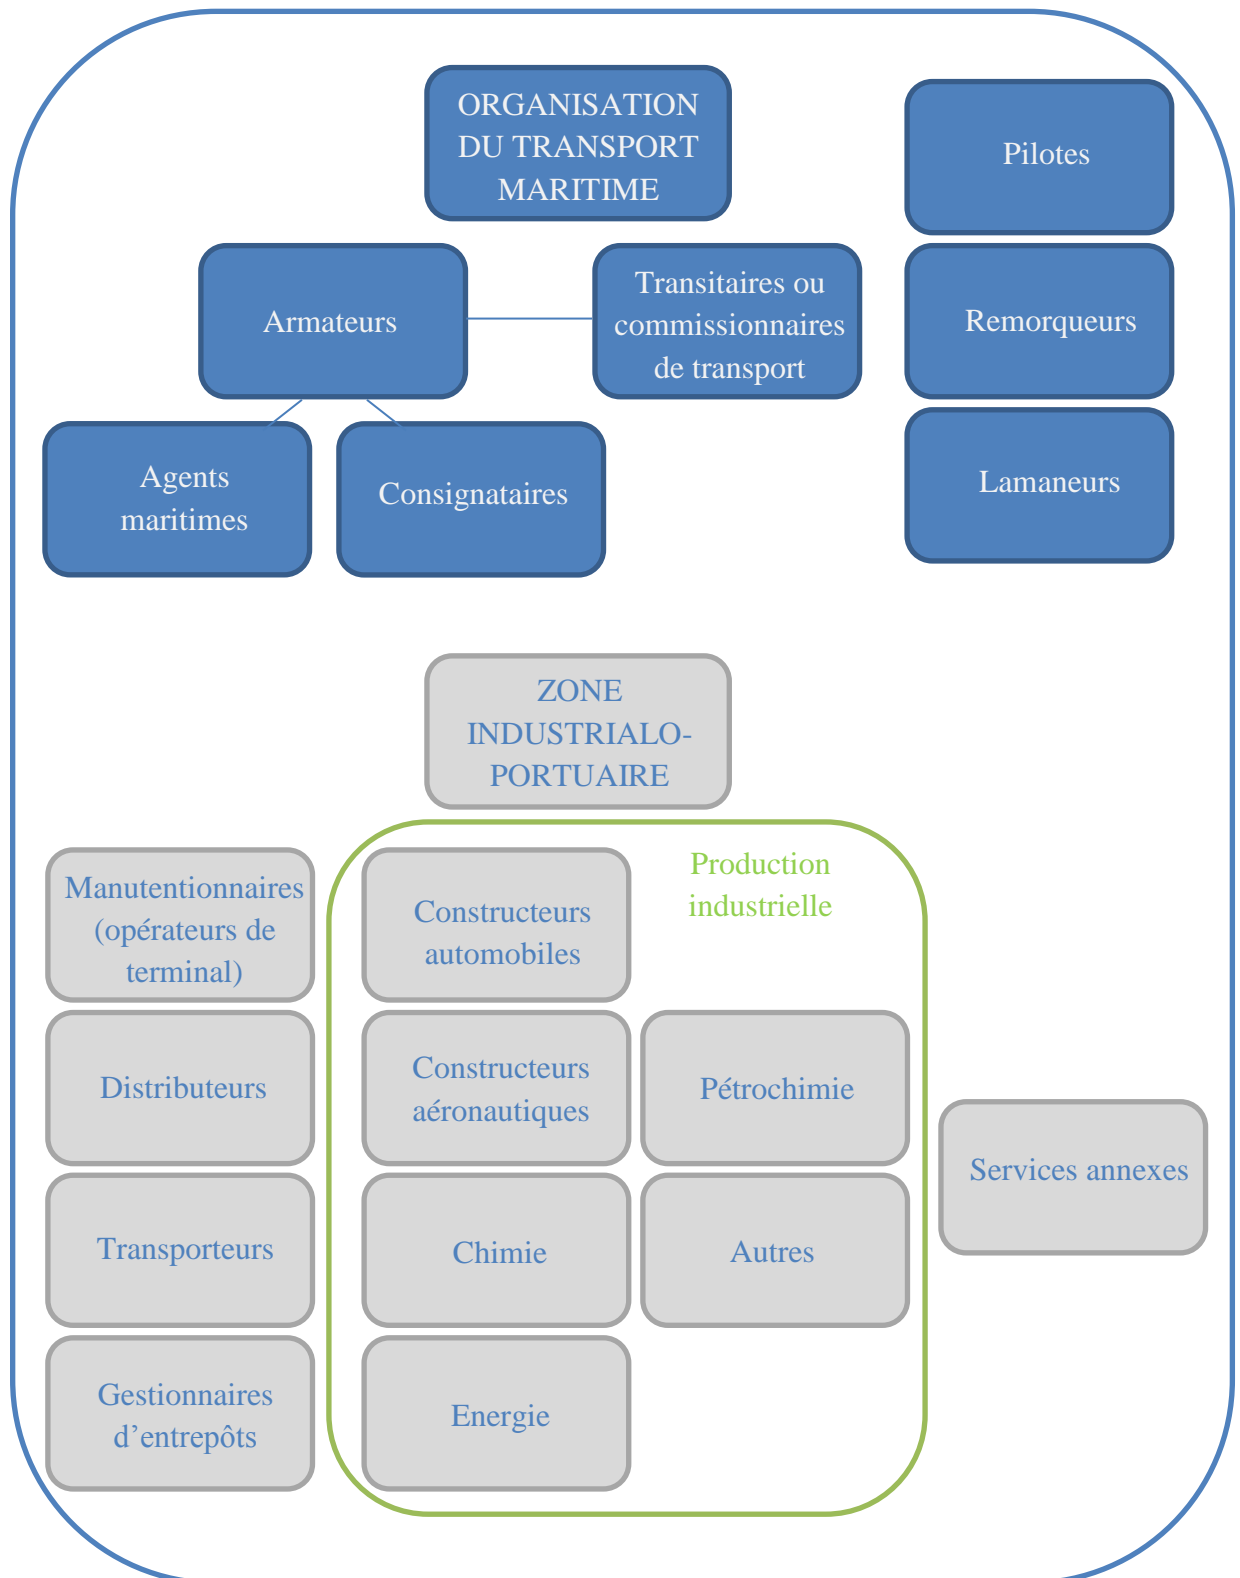 ORGANISATION
DU TRANSPORT
MARITIME
Pilotes
Armateurs
Transitaires ou
commissionnaires
de transport
Remorqueurs
Agents
maritimes
Consignataires
Lamaneurs
ZONE
INDUSTRIALO-
PORTUAIRE
Production
industrielle
Manutentionnaires
(opérateurs de
terminal)
Constructeurs
automobiles
Distributeurs
Constructeurs
aéronautiques
Pétrochimie
Services annexes
Transporteurs
Chimie
Autres
Gestionnaires
d’entrepôts
Energie